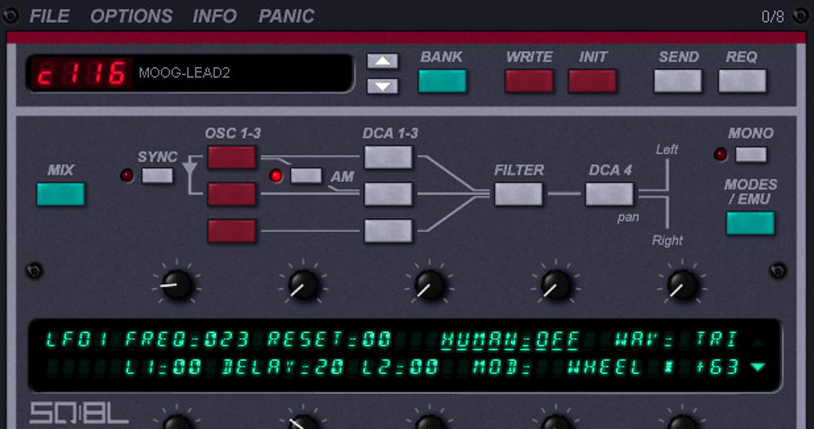 FILE OPTIONS INFO PANIC 0/8
BANK WRITE INIT SEND REQ
c 116 MOOG-LEAD2
OSC 1-3 DCA 1-3 MONO
SYNC Left
MIX AM FILTER DCA 4 MODES
/ EMU
pan
Right
LFO1 FREQ=023 RESET=00 HUMAN=OFF WAV= TRI
L1=00 DELAY=20 L2=00 MOD= WHEEL * +63
SQ8L